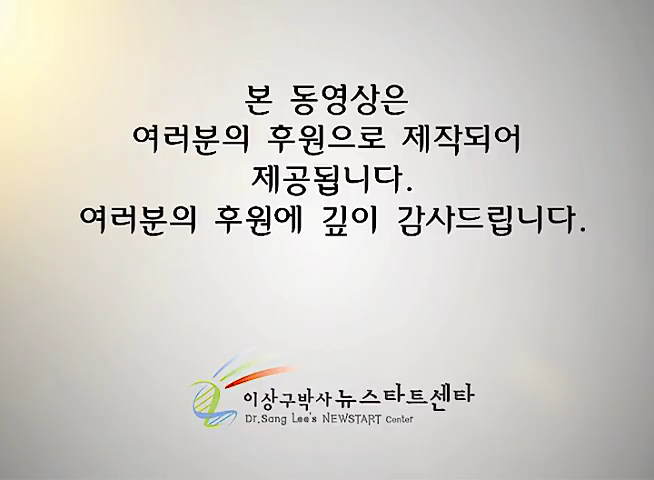 본 동영상은
여러분의 후원으로 제작되어
제공됩니다.
여러분의 후원에 깊이 감사드립니다.
이상구박사 뉴스타트센타
Dr.Sang Lee's NEWSTART Center